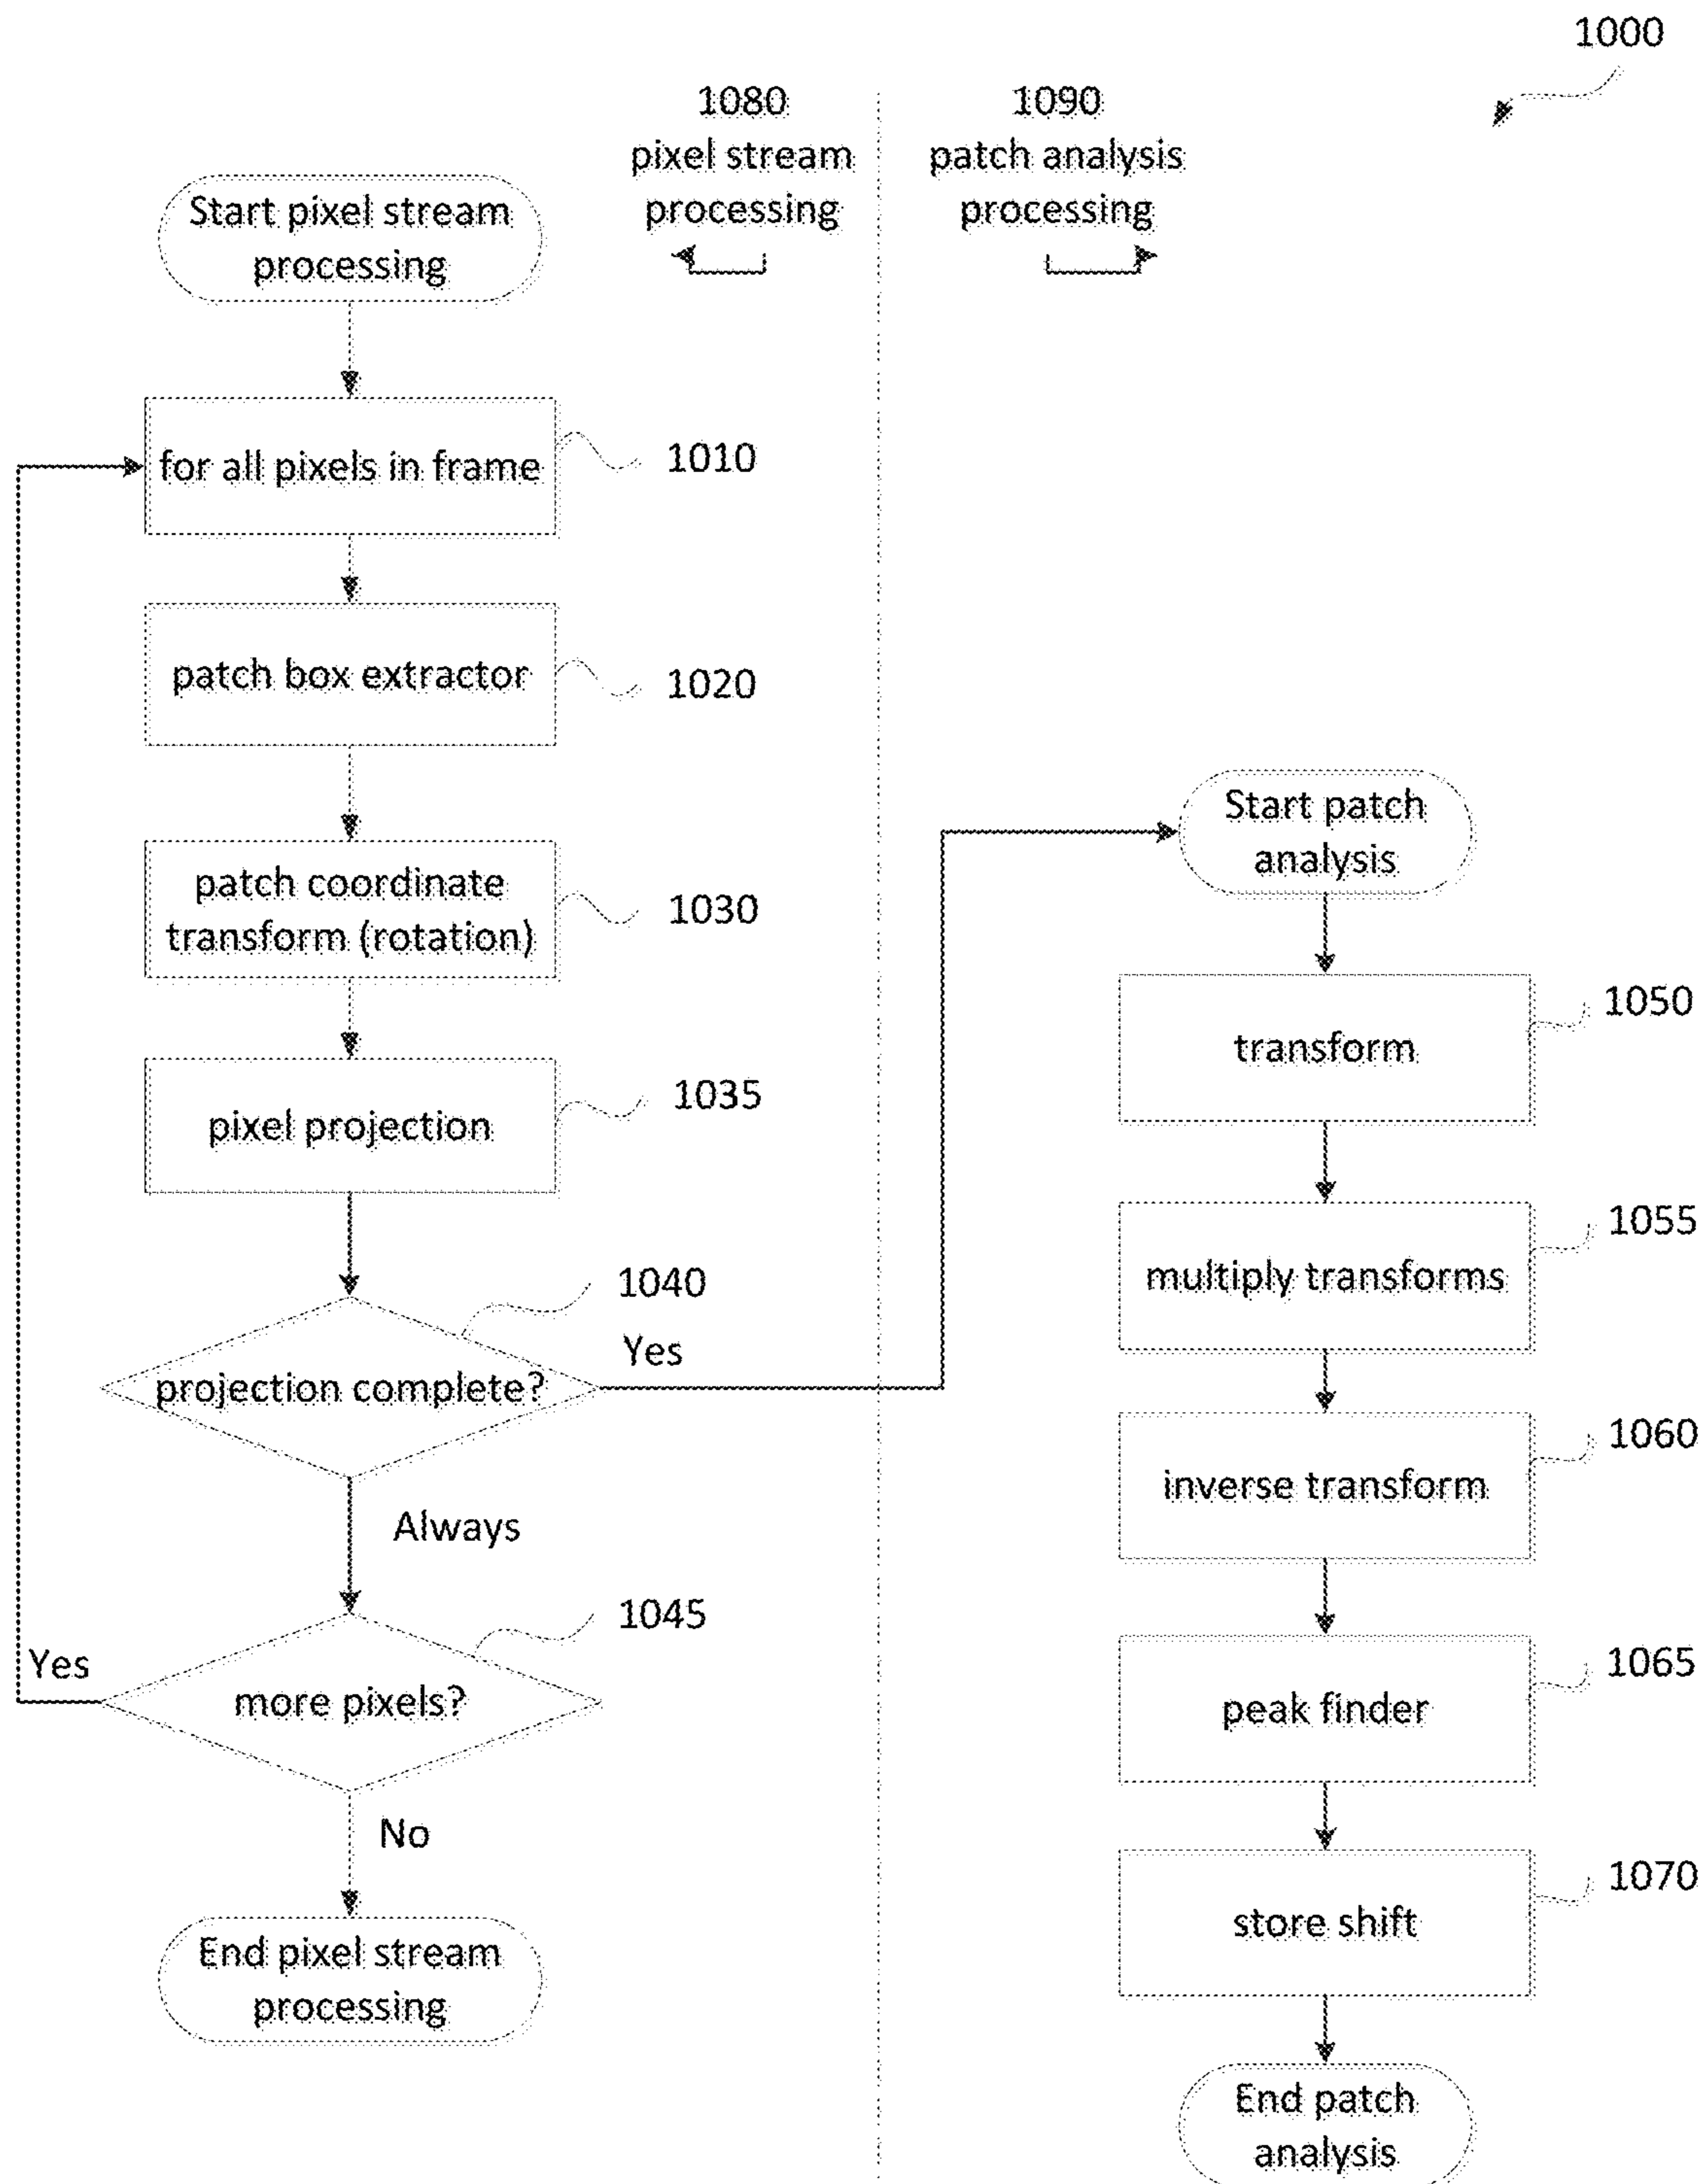 1000
1080
pixel stream
processing
1090
patch analysis
processing
Start pixel stream
processing
for all pixels in frame
1010
patch box extractor
1020
patch coordinate
transform (rotation)
1030
pixel projection
1035
projection complete?
1040
Yes
Always
more pixels?
1045
Yes
No
End pixel stream
processing
Start patch
analysis
transform
1050
multiply transforms
1055
inverse transform
1060
peak finder
1065
store shift
1070
End patch
analysis